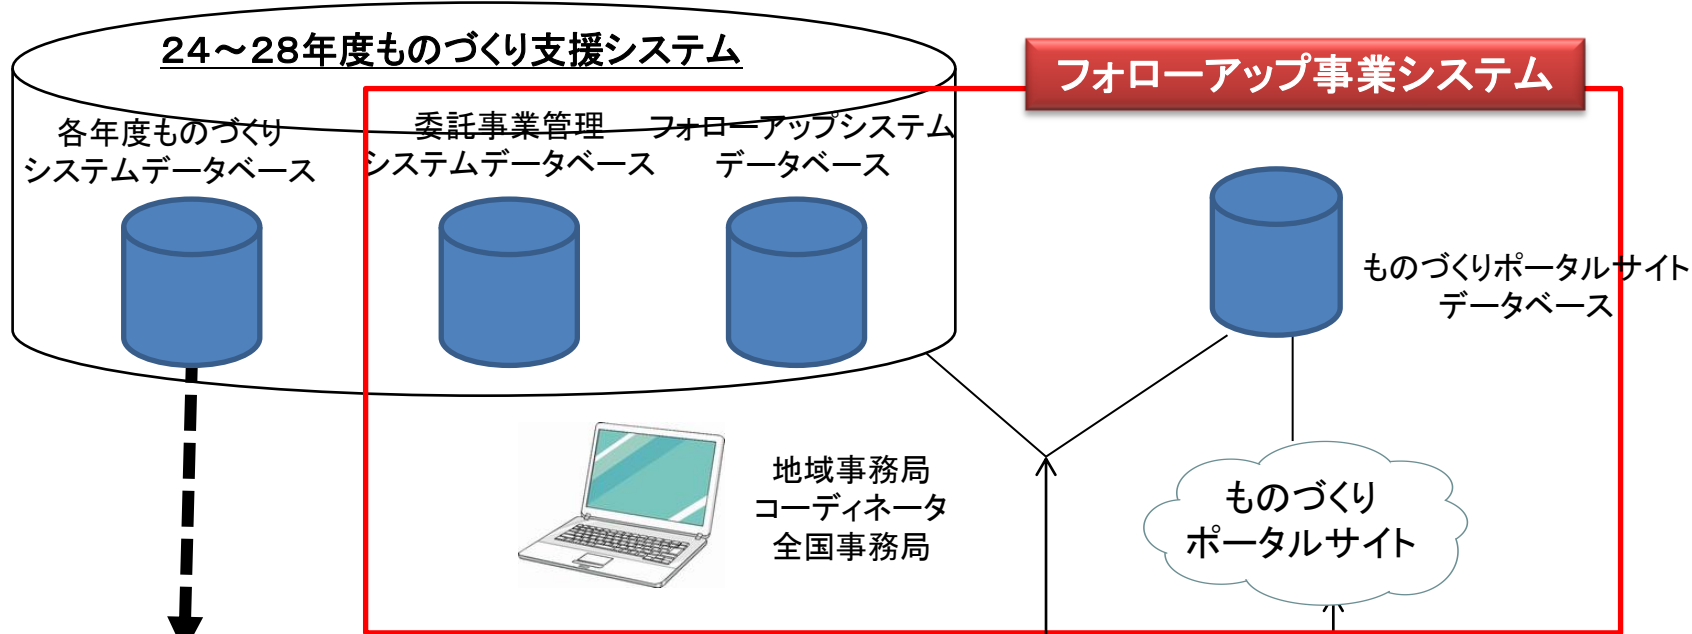 24～28年度ものづくり支援システム
フォローアップ事業システム
各年度ものづくり
システムデータベース
委託事業管理
システムデータベース
フォローアップシステム
データベース
ものづくりポータルサイト
データベース
地域事務局
コーディネータ
全国事務局
ものづくり
ポータルサイト